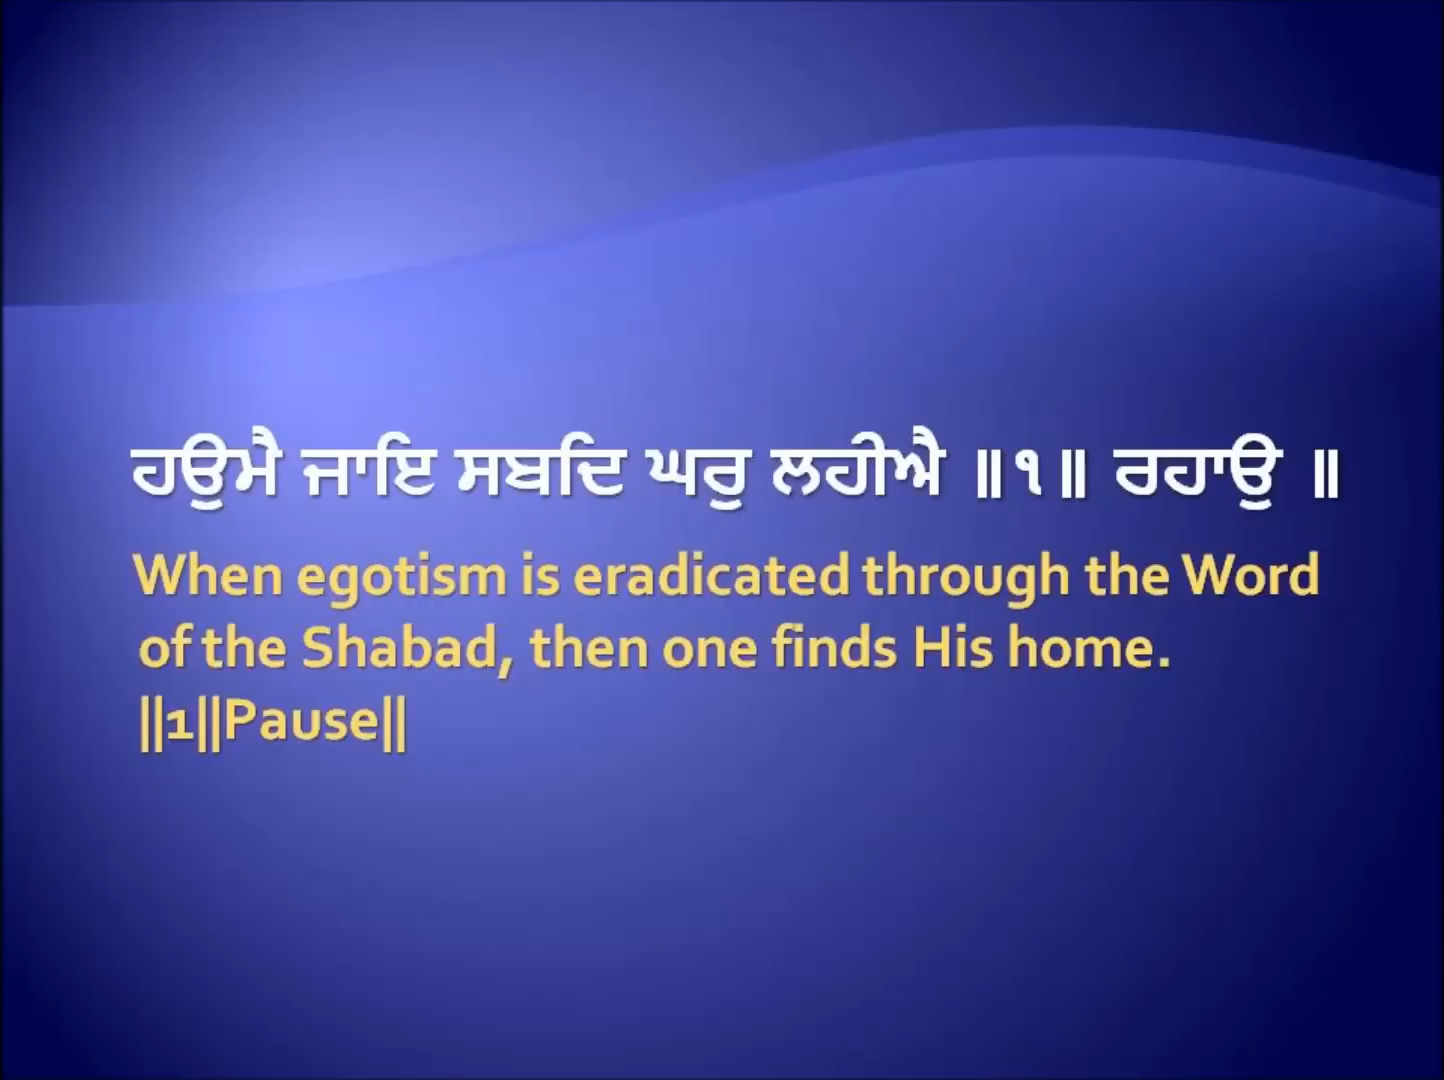 ਹਉਮੈ ਜਾਇ ਸਬਦਿ ਘਰੁ ਲਹੀਐ ॥੧॥ ਰਹਾਉ ॥
When egotism is eradicated through the Word
of the Shabad, then one finds His home.
||1||Pause||